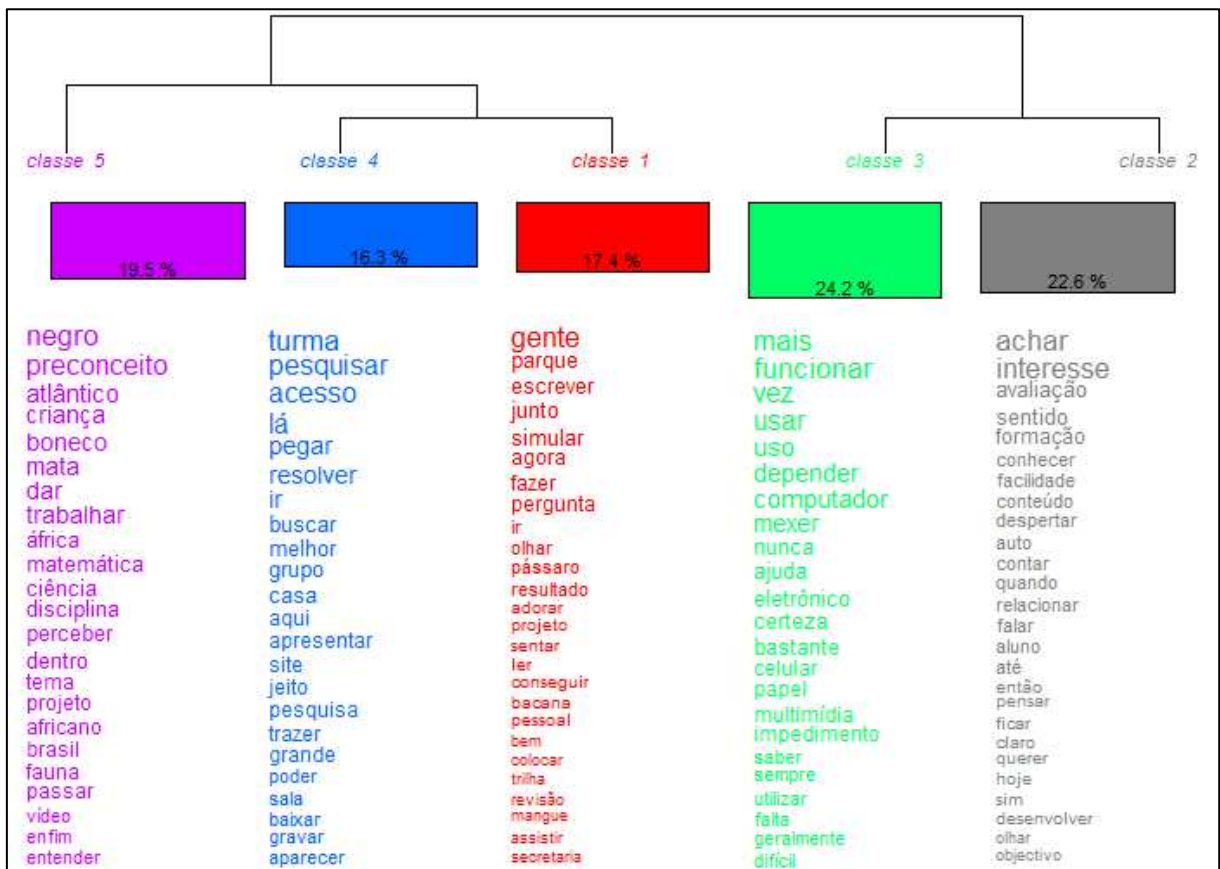 classe 5
classe 4
classe 1
classe 3
classe 2
19.5 %
16.3 %
17.4 %
24.2 %
22.6 %
negro
preconceito
atlântico
criança
boneco
mata
dar
trabalhar
áfrica
matemática
ciência
disciplina
perceber
dentro
tema
projeto
africano
brasil
fauna
passar
vídeo
enfim
entender
turma
pesquisar
acesso
lá
pegar
resolver
ir
buscar
melhor
grupo
casa
aqui
apresentar
site
jeito
pesquisa
trazer
grande
poder
sala
baixar
gravar
aparecer
gente
parque
escrever
junto
simular
agora
fazer
pergunta
ir
olhar
pássaro
resultado
adorar
projeto
sentar
ler
conseguir
bacana
pessoal
bem
colocar
trilha
revisão
mangue
assistir
secretaria
mais
funcionar
vez
usar
uso
depender
computador
mexer
nunca
ajuda
eletrônico
certeza
bastante
celular
papel
multimídia
impedimento
saber
sempre
utilizar
falta
geralmente
difícil
achar
interesse
avaliação
sentido
formação
conhecer
facilidade
conteúdo
despertar
auto
contar
quando
relacionar
falar
aluno
até
então
pensar
ficar
claro
querer
hoje
sim
desenvolver
olhar
objectivo